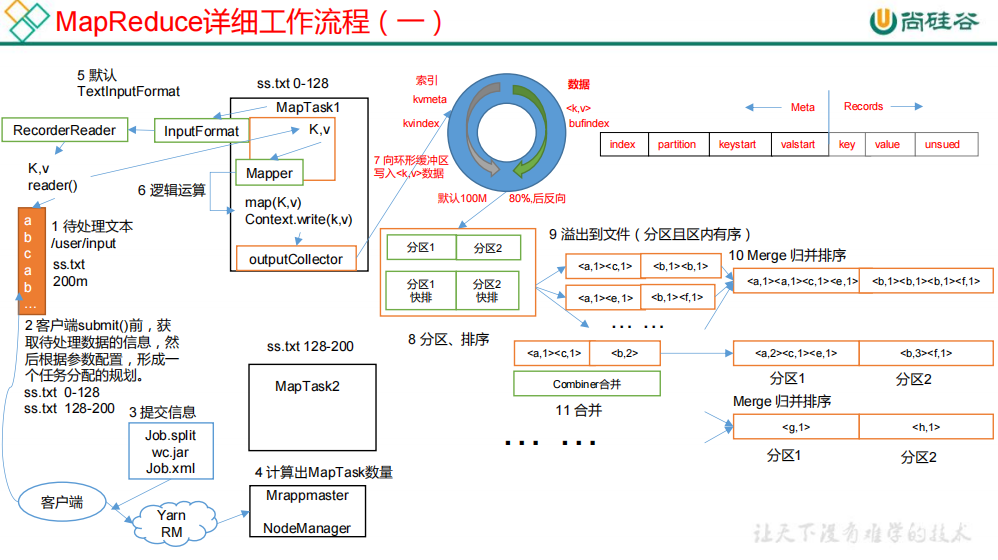 MapReduce详细工作流程（一）
尚硅谷
5 默认
TextInputFormat
ss.txt 0-128
MapTask1
RecorderReader
InputFormat
K,v
K,v
reader()
Mapper
6 逻辑运算
map(K,v)
Context.write(k,v)
outputCollector
a
b
c
a
b
...
1 待处理文本
/user/input
ss.txt
200m
2 客户端submit()前，获
取待处理数据的信息，然
后根据参数配置，形成一
个任务分配的规划。
ss.txt 0-128
ss.txt 128-200
3 提交信息
Job.split
wc.jar
Job.xml
客户端
Yarn
RM
4 计算出MapTask数量
Mrappmaster
NodeManager
ss.txt 128-200
MapTask2
索引
kvmeta
kvindex
数据
<k,v>
bufindex
7 向环形缓冲区
写入<k,v>数据
默认100M
80%,后反向
Meta
Records
index
partition
keystart
valstart
key
value
unsued
分区1
分区2
分区1
快排
分区2
快排
8 分区、排序
9 溢出到文件（分区且区内有序）
<a,1><c,1>
<b,1><b,1>
<a,1><e,1>
<b,1><f,1>
... ...
10 Merge 归并排序
<a,1><a,1><c,1><e,1>
<b,1><b,1><b,1><f,1>
<a,1><c,1>
<b,2>
Combiner合并
11 合并
<a,2><c,1><e,1>
<b,3><f,1>
分区1
分区2
Merge 归并排序
... ...
<g,1>
<h,1>
分区1
分区2
让天下没有难学的技术